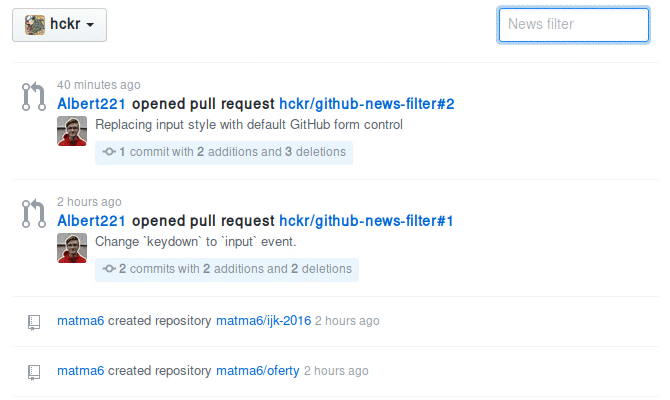 hckr
News filter
40 minutes ago
Albert221 opened pull request hckr/github-news-filter#2
Replacing input style with default GitHub form control
1 commit with 2 additions and 3 deletions
2 hours ago
Albert221 opened pull request hckr/github-news-filter#1
Change `keydown` to `input` event.
2 commits with 2 additions and 2 deletions
matma6 created repository matma6/ijk-2016 2 hours ago
matma6 created repository matma6/oferty 2 hours ago